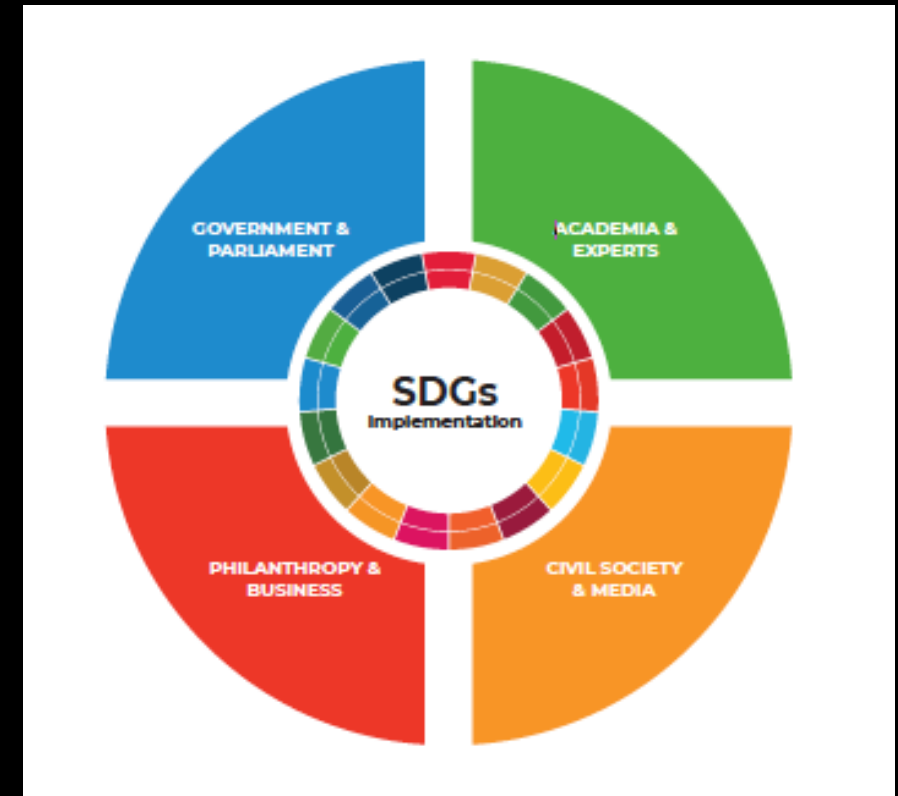 GOVERNMENT &
PARLIAMENT
ACADEMIA &
EXPERTS
SDGs
Implementation
PHILANTHROPY &
BUSINESS
CIVIL SOCIETY
& MEDIA